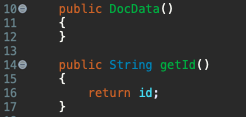 10 public DocData()
11 {
12 }
13
14 public String getId()
15 {
16 return id;
17 }